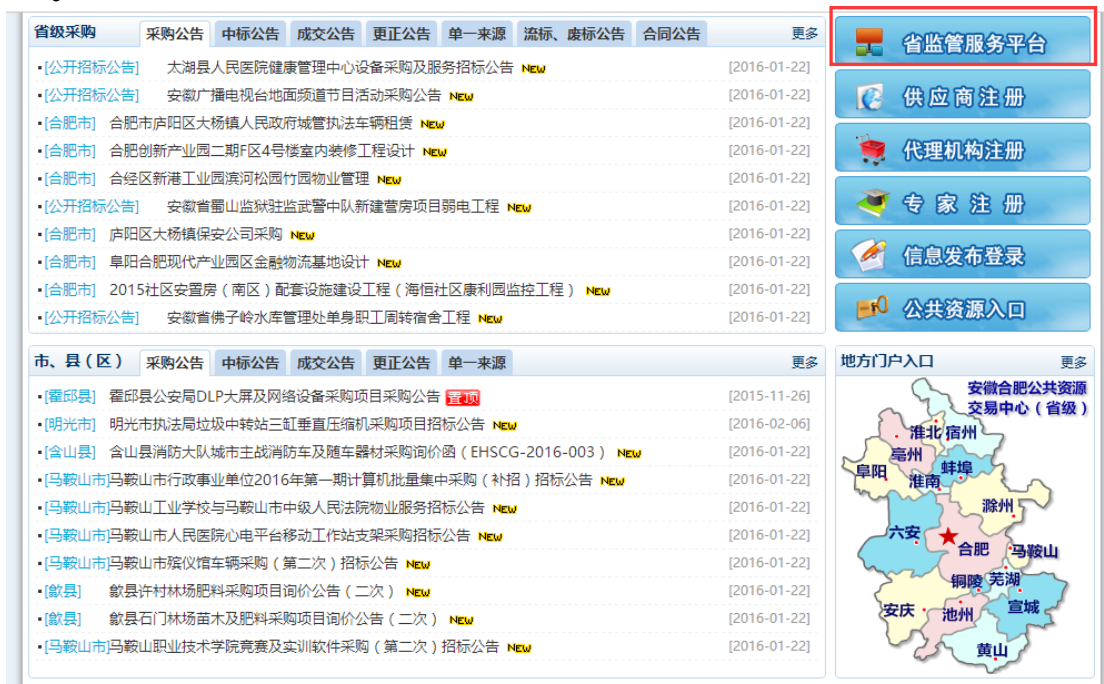 省级采购 采购公告 中标公告 成交公告 更正公告 单一来源 流标、废标公告 合同公告 更多
▪[公开招标公告] 太湖县人民医院健康管理中心设备采购及服务招标公告 NEW [2016-01-22]
▪[公开招标公告] 安徽广播电视台地面频道节目活动采购公告 NEW [2016-01-22]
▪[合肥市] 合肥市庐阳区大杨镇人民政府城管执法车辆租赁 NEW [2016-01-22]
▪[合肥市] 合肥创新产业园二期F区4号楼室内装修工程设计 NEW [2016-01-22]
▪[合肥市] 合经区新港工业园滨河松园竹园物业管理 NEW [2016-01-22]
▪[公开招标公告] 安徽省蜀山监狱驻监武警中队新建营房项目弱电工程 NEW [2016-01-22]
▪[合肥市] 庐阳区大杨镇保安公司采购 NEW [2016-01-22]
▪[合肥市] 阜阳合肥现代产业园区金融物流基地设计 NEW [2016-01-22]
▪[合肥市] 2015社区安置房（南区）配套设施建设工程（海恒社区康利园监控工程） NEW [2016-01-22]
▪[公开招标公告] 安徽省佛子岭水库管理处单身职工周转宿舍工程 NEW [2016-01-22]
省监管服务平台
供应商注册
代理机构注册
专家注册
信息发布登录
公共资源入口
市、县（区） 采购公告 中标公告 成交公告 更正公告 单一来源 更多
▪[霍邱县] 霍邱县公安局DLP大屏及网络设备采购项目采购公告 置顶 [2015-11-26]
▪[明光市] 明光市执法局垃圾中转站三缸垂直压缩机采购项目招标公告 NEW [2016-02-06]
▪[含山县] 含山县消防大队城市主战消防车及随车器材采购询价函（EHSCG-2016-003） NEW [2016-01-22]
▪[马鞍山市]马鞍山市行政事业单位2016年第一期计算机批量集中采购（补招）招标公告 NEW [2016-01-22]
▪[马鞍山市]马鞍山工业学校与马鞍山市中级人民法院物业服务招标公告 NEW [2016-01-22]
▪[马鞍山市]马鞍山市人民医院心电平台移动工作站支架采购招标公告 NEW [2016-01-22]
▪[马鞍山市]马鞍山市殡仪馆车辆采购（第二次）招标公告 NEW [2016-01-22]
▪[歙县] 歙县许村林场肥料采购项目询价公告（二次） NEW [2016-01-22]
▪[歙县] 歙县石门林场苗木及肥料采购项目询价公告（二次） NEW [2016-01-22]
▪[马鞍山市]马鞍山职业技术学院竞赛及实训软件采购（第二次）招标公告 NEW [2016-01-22]
地方门户入口 更多
安徽合肥公共资源
交易中心（省级）
淮北 宿州
亳州
阜阳 淮南 蚌埠
滁州
六安 合肥 马鞍山
铜陵 芜湖
安庆 池州 宣城
黄山